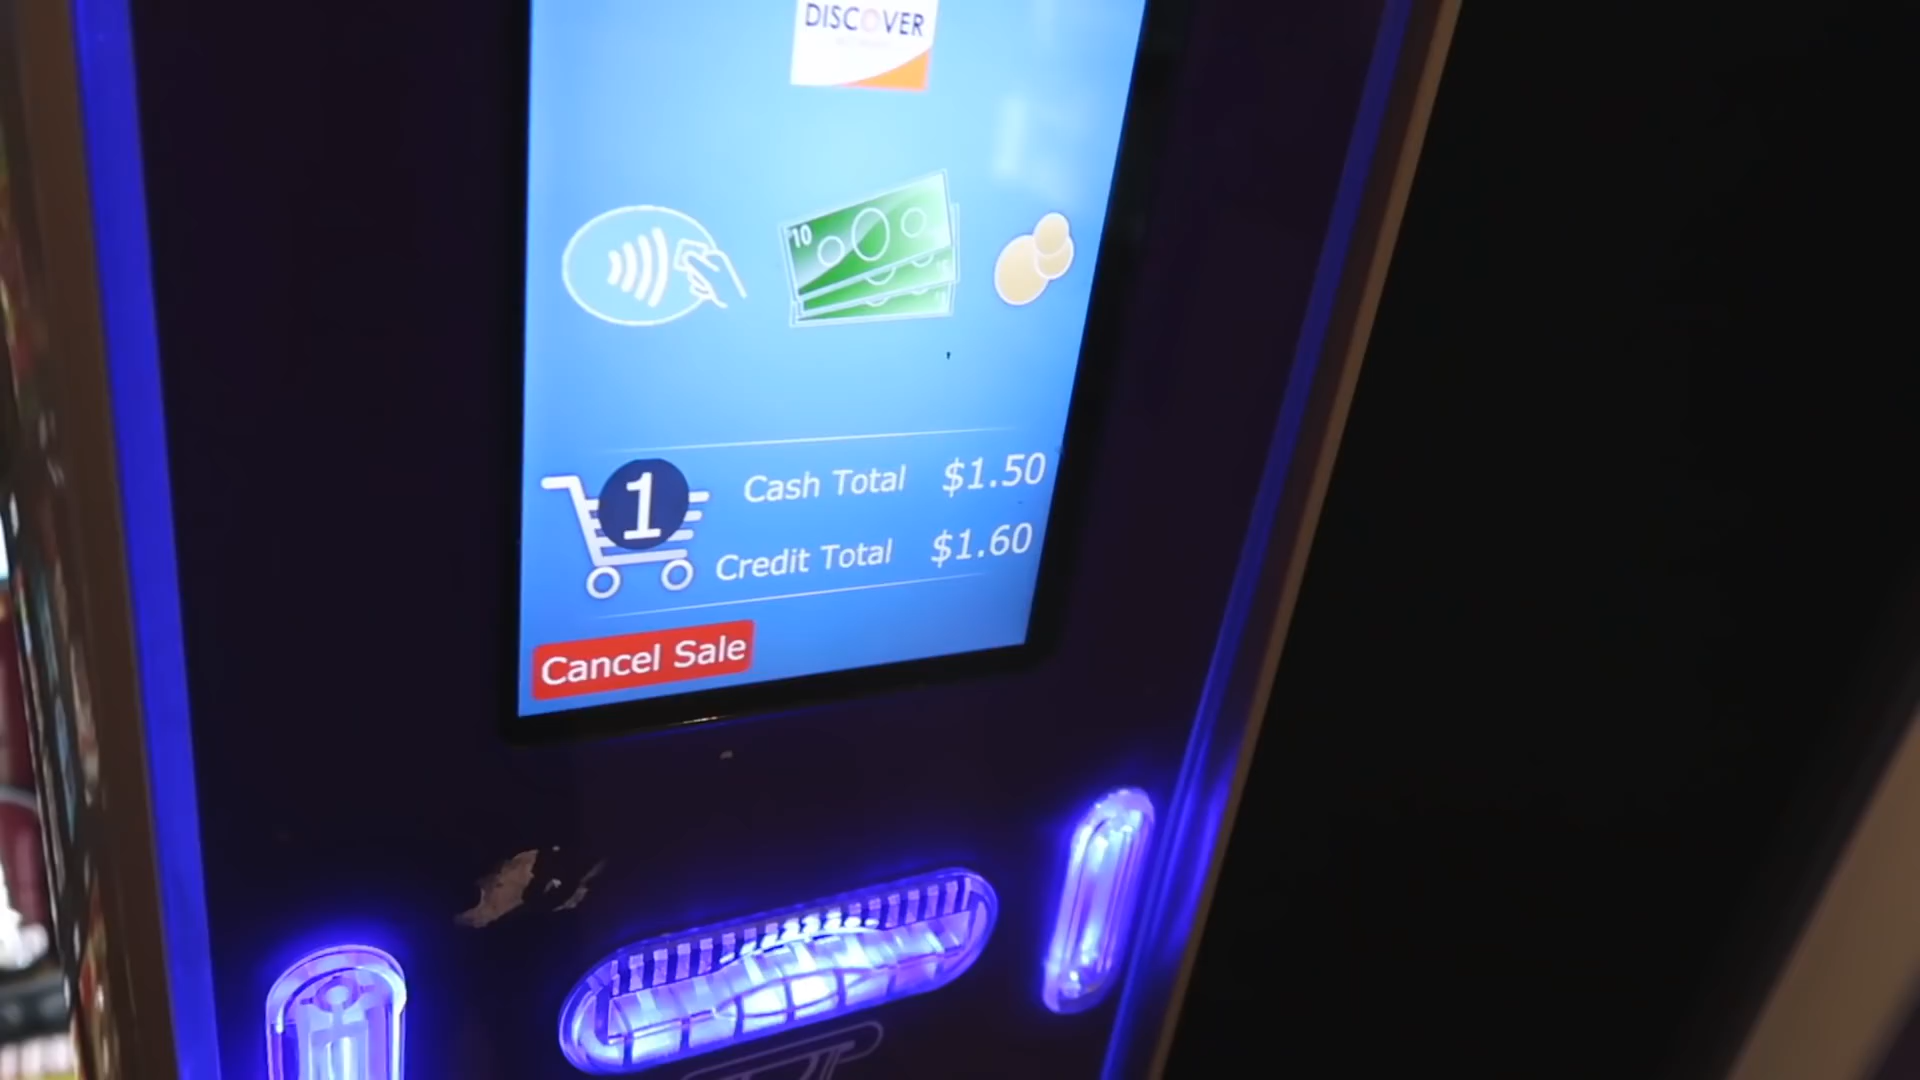 DISCOVER
10
1
Cash Total $1.50
Credit Total $1.60
Cancel Sale